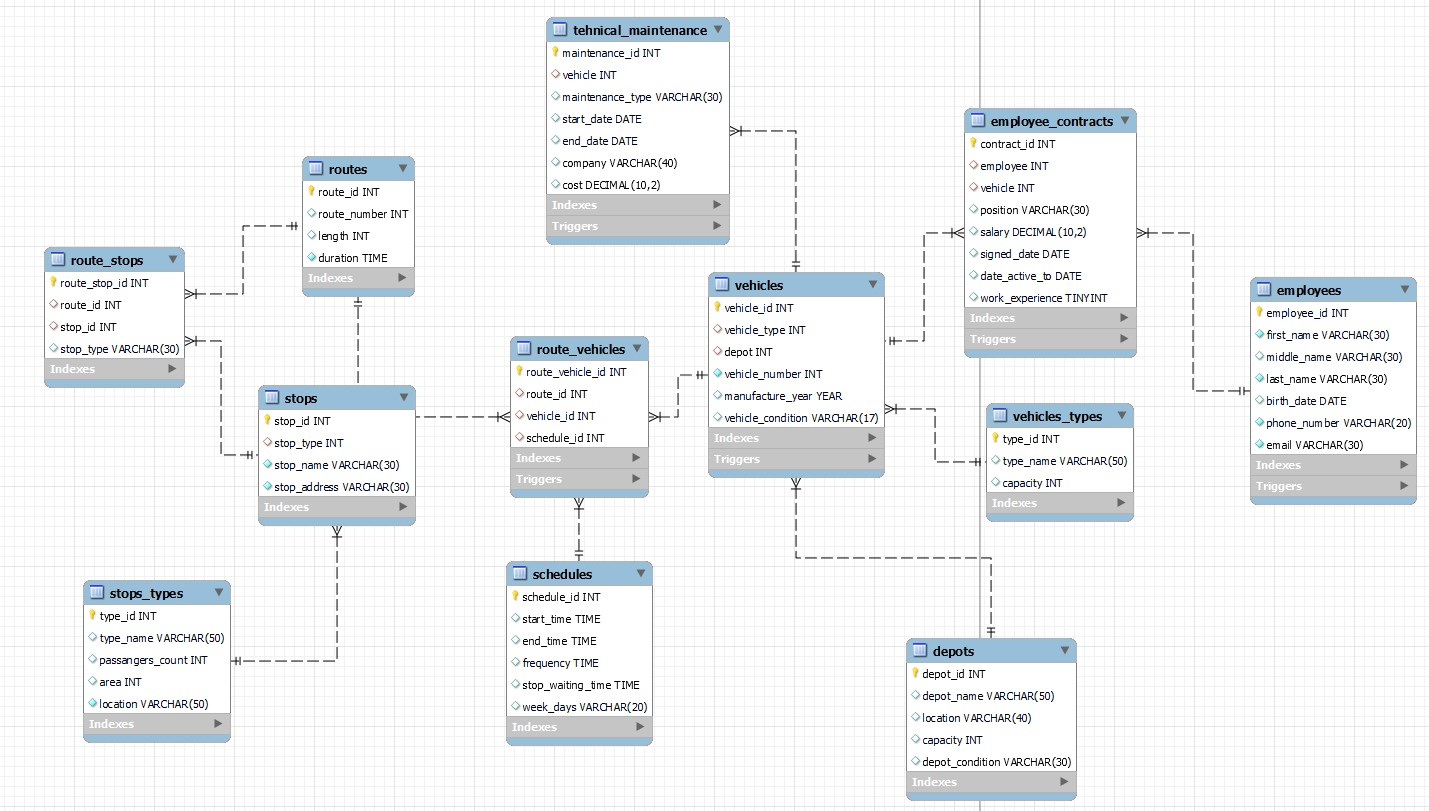 tehnical_maintenance
maintenance_id INT
vehicle INT
maintenance_type VARCHAR(30)
start_date DATE
end_date DATE
company VARCHAR(40)
cost DECIMAL(10,2)
Indexes
Triggers
employee_contracts
contract_id INT
employee INT
vehicle INT
position VARCHAR(30)
salary DECIMAL(10,2)
signed_date DATE
date_active_to DATE
work_experience TINYINT
Indexes
Triggers
routes
route_id INT
route_number INT
length INT
duration TIME
Indexes
route_stops
route_stop_id INT
route_id INT
stop_id INT
stop_type VARCHAR(30)
Indexes
vehicles
vehicle_id INT
vehicle_type INT
depot INT
vehicle_number INT
manufacture_year YEAR
vehicle_condition VARCHAR(17)
Indexes
Triggers
employees
employee_id INT
first_name VARCHAR(30)
middle_name VARCHAR(30)
last_name VARCHAR(30)
birth_date DATE
phone_number VARCHAR(20)
email VARCHAR(30)
Indexes
Triggers
route_vehicles
route_vehicle_id INT
route_id INT
vehicle_id INT
schedule_id INT
Indexes
Triggers
stops
stop_id INT
stop_type INT
stop_name VARCHAR(30)
stop_address VARCHAR(30)
Indexes
vehicles_types
type_id INT
type_name VARCHAR(50)
capacity INT
Indexes
stops_types
type_id INT
type_name VARCHAR(50)
passangers_count INT
area INT
location VARCHAR(50)
Indexes
schedules
schedule_id INT
start_time TIME
end_time TIME
frequency TIME
stop_waiting_time TIME
week_days VARCHAR(20)
Indexes
depots
depot_id INT
depot_name VARCHAR(50)
location VARCHAR(40)
capacity INT
depot_condition VARCHAR(30)
Indexes